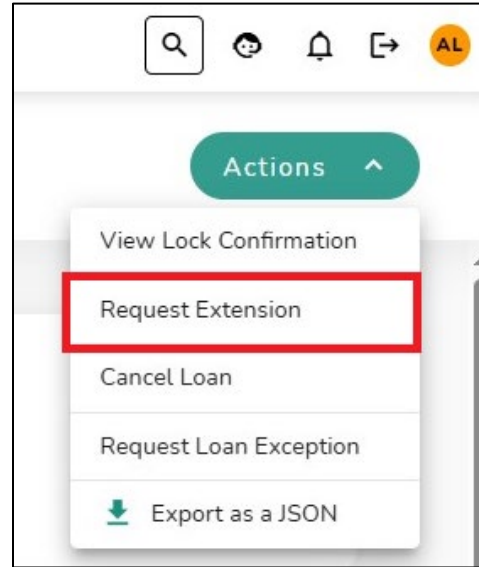 AL
Actions
View Lock Confirmation
Request Extension
Cancel Loan
Request Loan Exception
Export as a JSON